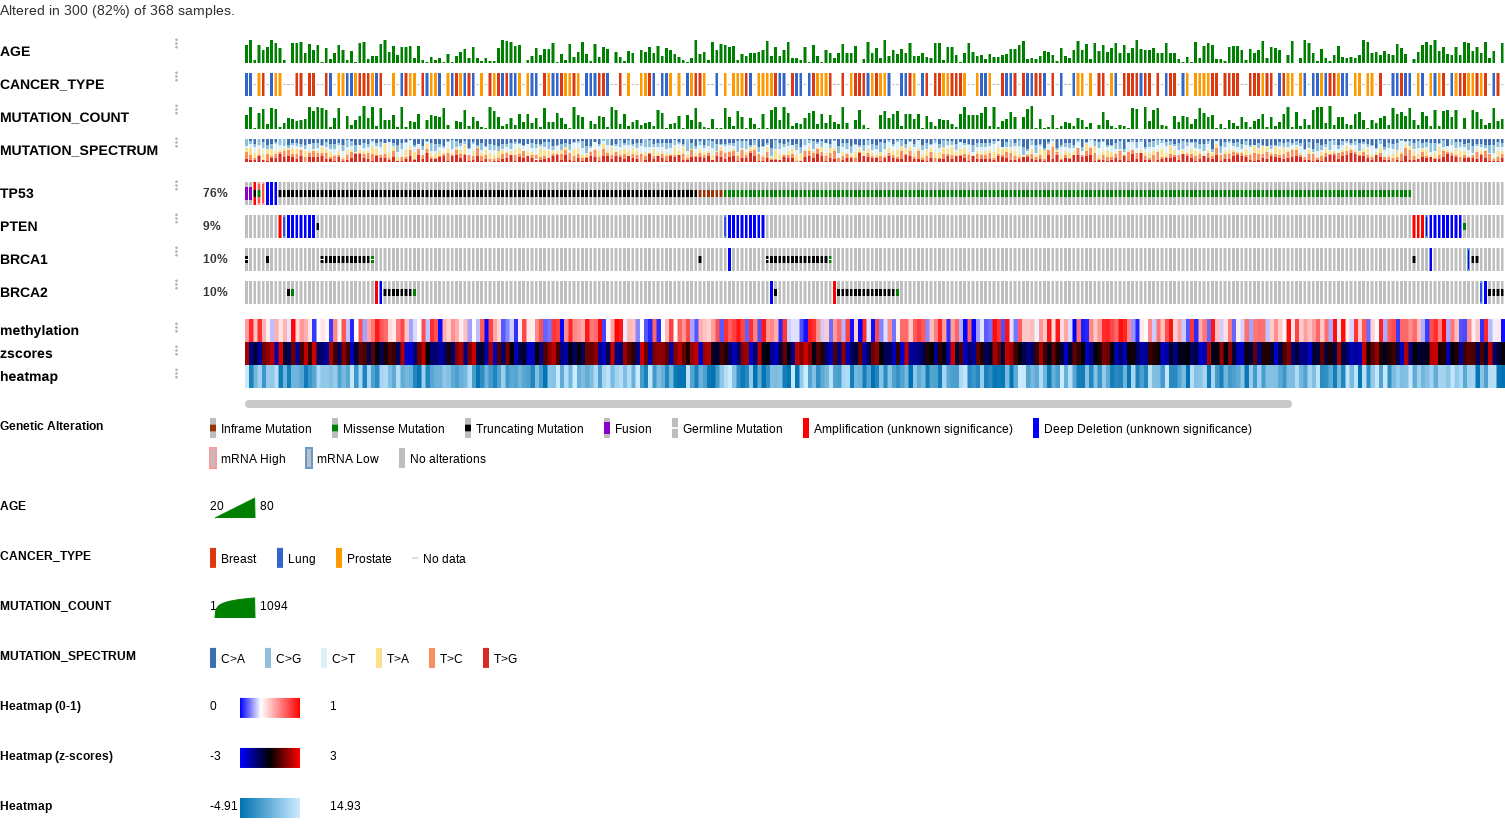 Altered in 300 (82%) of 368 samples.
AGE
CANCER_TYPE
MUTATION_COUNT
MUTATION_SPECTRUM
TP53 76%
PTEN 9%
BRCA1 10%
BRCA2 10%
methylation
zscores
heatmap
Genetic Alteration Inframe Mutation Missense Mutation Truncating Mutation Fusion Germline Mutation Amplification (unknown significance) Deep Deletion (unknown significance)
mRNA High mRNA Low No alterations
AGE 20 80
CANCER_TYPE Breast Lung Prostate No data
MUTATION_COUNT 1 1094
MUTATION_SPECTRUM C>A C>G C>T T>A T>C T>G
Heatmap (0-1) 0 1
Heatmap (z-scores) -3 3
Heatmap -4.91 14.93